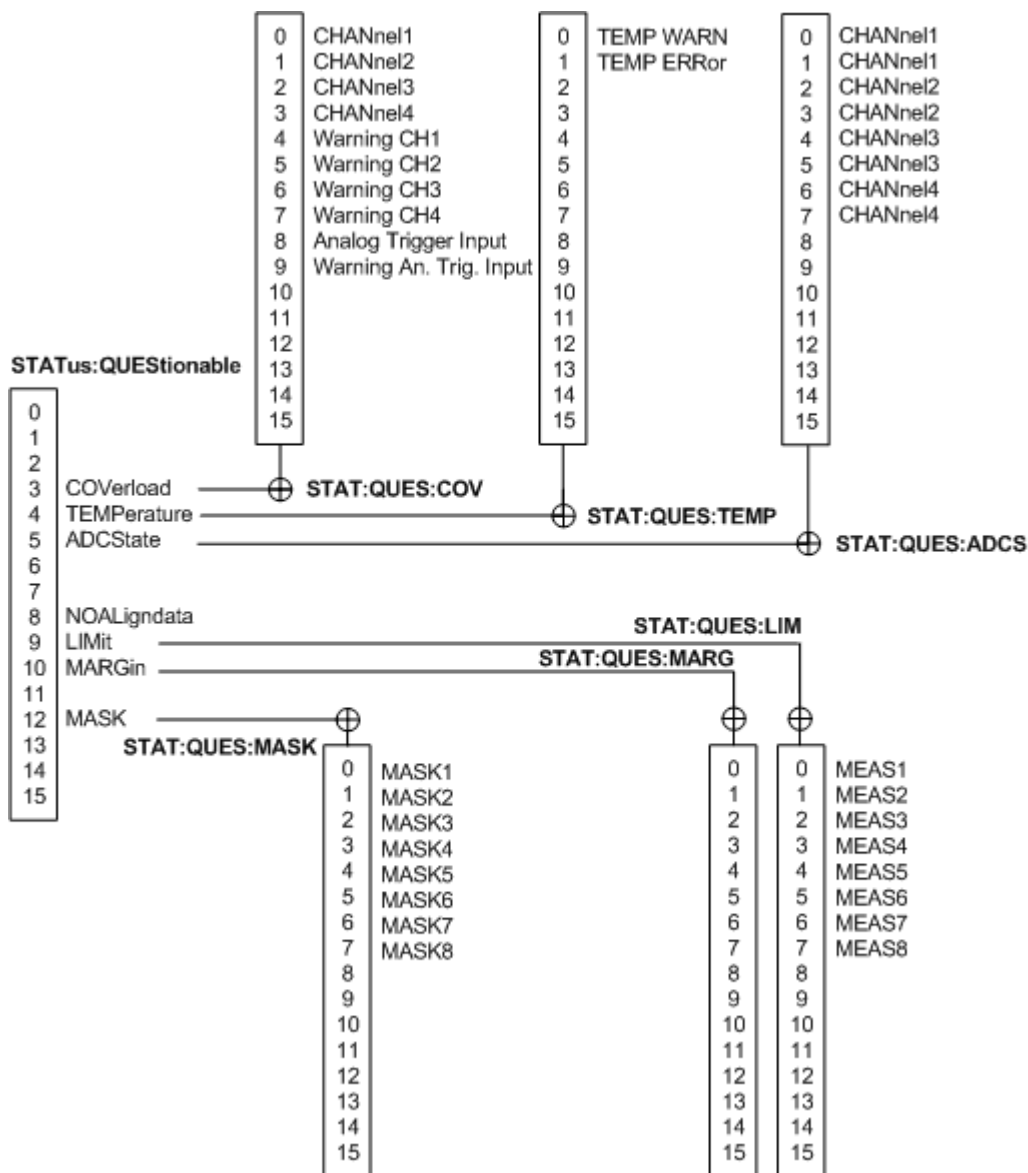 0 CHANnel1
1 CHANnel2
2 CHANnel3
3 CHANnel4
4 Warning CH1
5 Warning CH2
6 Warning CH3
7 Warning CH4
8 Analog Trigger Input
9 Warning An. Trig. Input
10
11
12
13
14
15
0 TEMP WARN
1 TEMP ERRor
2
3
4
5
6
7
8
9
10
11
12
13
14
15
0 CHANnel1
1 CHANnel1
2 CHANnel2
3 CHANnel2
4 CHANnel3
5 CHANnel3
6 CHANnel4
7 CHANnel4
8
9
10
11
12
13
14
15
STATus:QUEStionable
0
1
2
3 COVerload
4 TEMPerature
5 ADCState
6
7
8 NOALigndata
9 LIMit
10 MARGin
11
12 MASK
13
14
15
STAT:QUES:COV
STAT:QUES:TEMP
STAT:QUES:ADCS
STAT:QUES:LIM
STAT:QUES:MARG
STAT:QUES:MASK
0 MASK1
1 MASK2
2 MASK3
3 MASK4
4 MASK5
5 MASK6
6 MASK7
7 MASK8
8
9
10
11
12
13
14
15
0 0 MEAS1
1 1 MEAS2
2 2 MEAS3
3 3 MEAS4
4 4 MEAS5
5 5 MEAS6
6 6 MEAS7
7 7 MEAS8
8 8
9 9
10 10
11 11
12 12
13 13
14 14
15 15